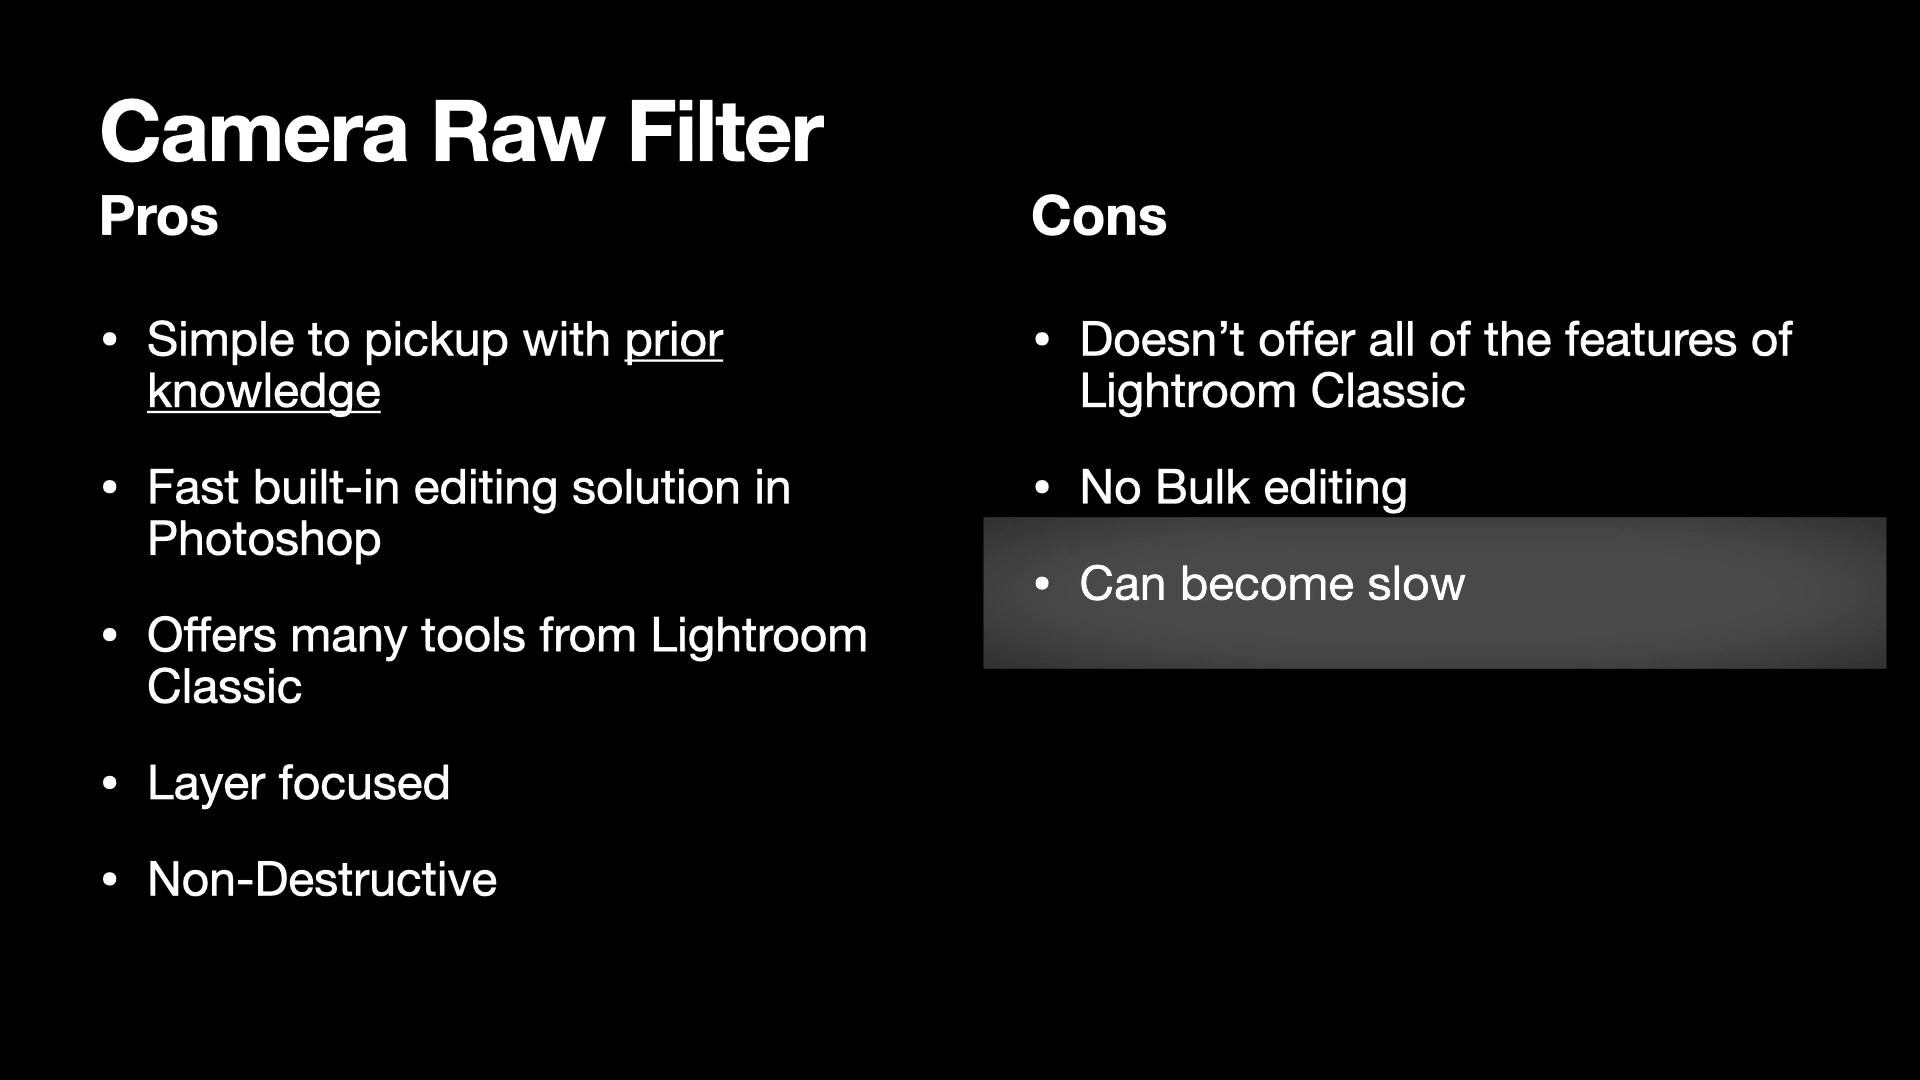 Camera Raw Filter
Pros
• Simple to pickup with prior
knowledge
• Fast built-in editing solution in
Photoshop
• Offers many tools from Lightroom
Classic
• Layer focused
• Non-Destructive
Cons
• Doesn’t offer all of the features of
Lightroom Classic
• No Bulk editing
• Can become slow